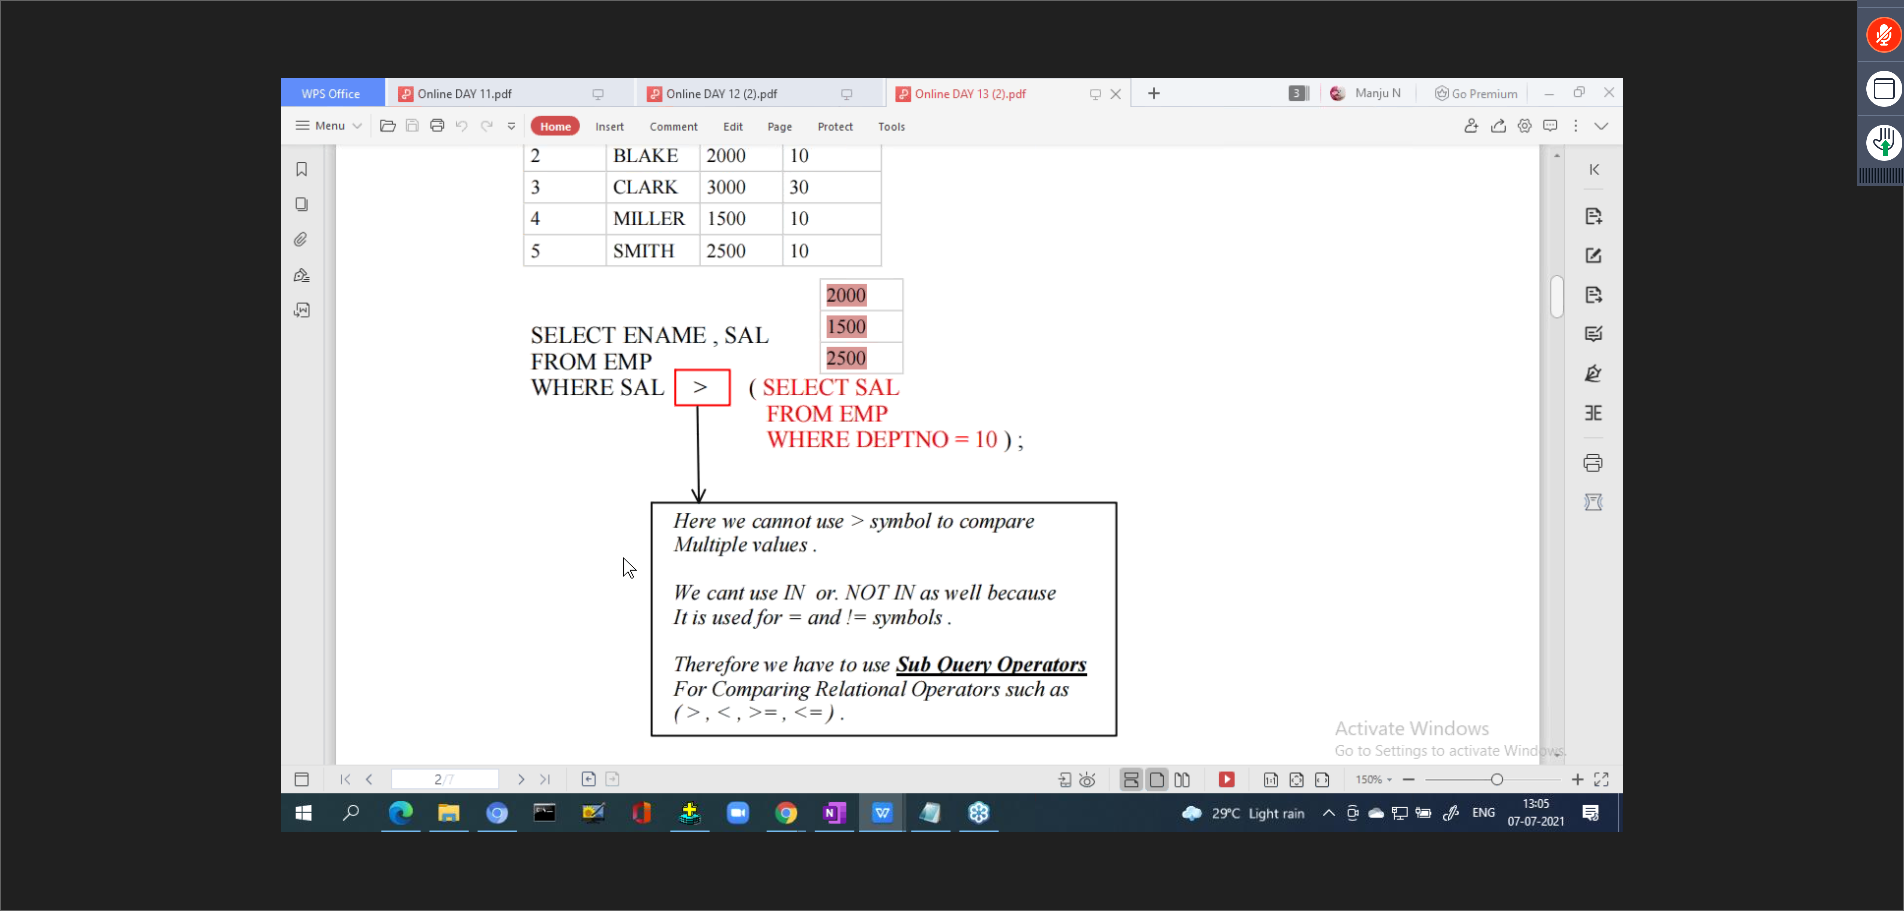 WPS Office
Online DAY 11.pdf
Online DAY 12 (2).pdf
Online DAY 13 (2).pdf
3
Manju N
Go Premium
Menu
Home
Insert
Comment
Edit
Page
Protect
Tools
2 BLAKE 2000 10
3 CLARK 3000 30
4 MILLER 1500 10
5 SMITH 2500 10
2000
1500
2500
SELECT ENAME , SAL
FROM EMP
WHERE SAL > ( SELECT SAL
FROM EMP
WHERE DEPTNO = 10 ) ;
Here we cannot use > symbol to compare
Multiple values .
We cant use IN or. NOT IN as well because
It is used for = and != symbols .
Therefore we have to use Sub Query Operators
For Comparing Relational Operators such as
( > , < , >= , <= ) .
Activate Windows
Go to Settings to activate Windows.
2/7
150%
29°C Light rain
ENG
13:05
07-07-2021